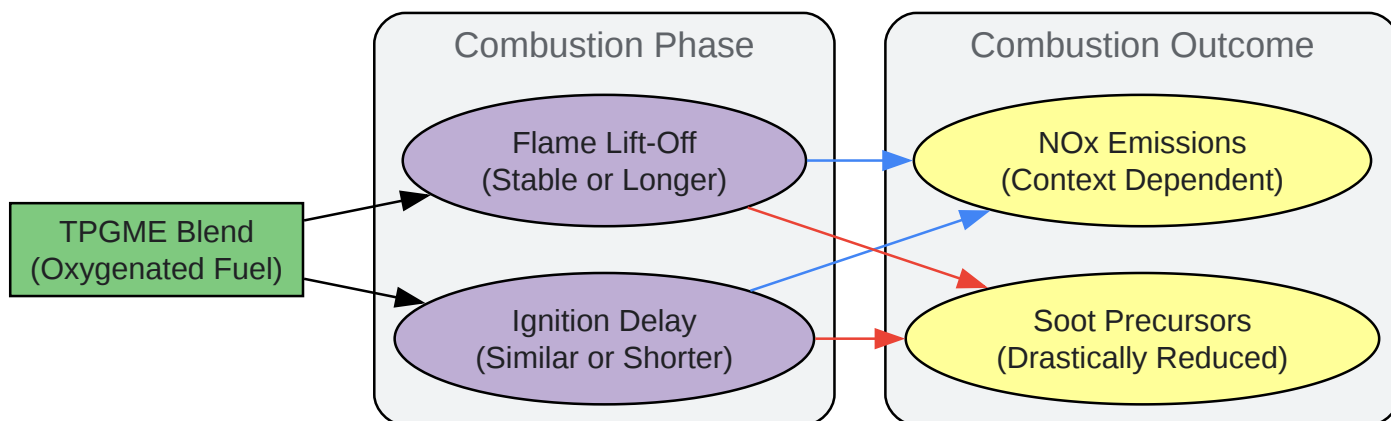 Combustion Phase
Combustion Outcome
Flame Lift-Off
(Stable or Longer)
NOx Emissions
(Context Dependent)
TPGME Blend
(Oxygenated Fuel)
Ignition Delay
(Similar or Shorter)
Soot Precursors
(Drastically Reduced)